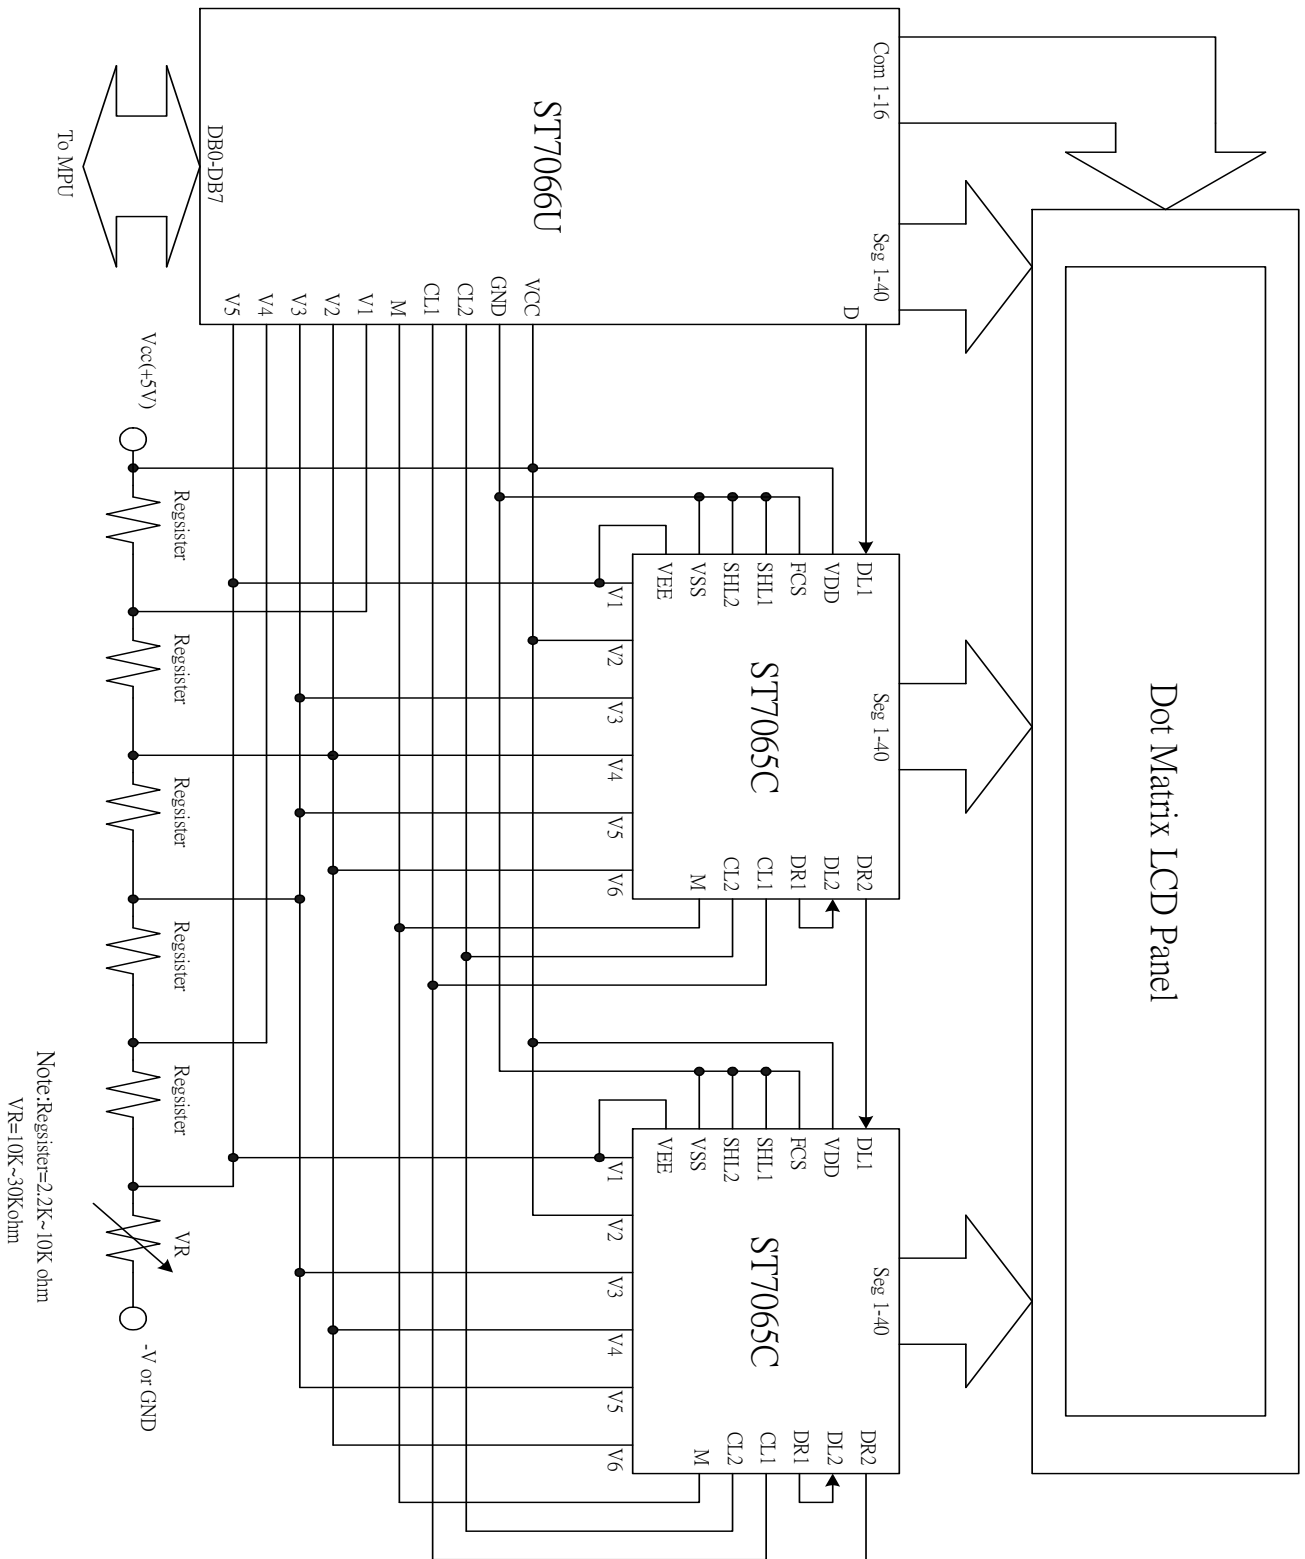 Dot Matrix LCD Panel
Com 1-16
Seg 1-40
D
ST7066U
DB0-DB7
To MPU
VCC
GND
CL2
CL1
M
V1
V2
V3
V4
V5
Seg 1-40
DL1
VDD
FCS
SHL1
SHL2
VSS
VEE
ST7065C
DR2
DL2
DR1
CL1
CL2
M
V1
V2
V3
V4
V5
V6
Seg 1-40
DL1
VDD
FCS
SHL1
SHL2
VSS
VEE
ST7065C
DR2
DL2
DR1
CL1
CL2
M
V1
V2
V3
V4
V5
V6
Vcc(+5V)
Regsister
Regsister
Regsister
Regsister
Regsister
VR
-V or GND
Note:Regsister=2.2K~10K ohm
VR=10K~30Kohm